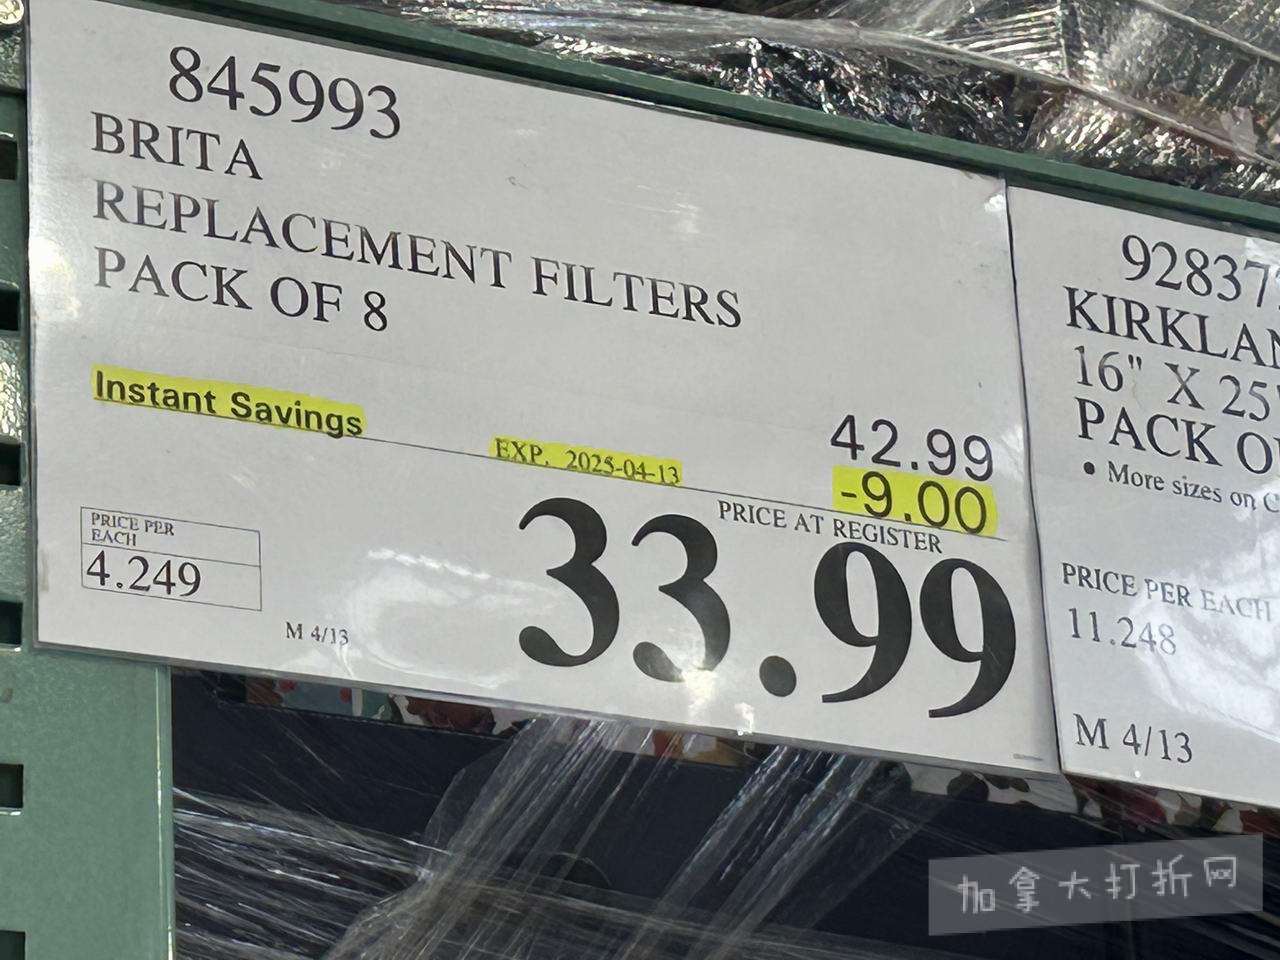 845993
BRITA
REPLACEMENT FILTERS
PACK OF 8
Instant Savings
EXP. 2025-04-13
42.99
-9.00
PRICE AT REGISTER
33.99
PRICE PER
EACH
4.249
M 4/13
92837
KIRKLAN
16" X 25"
PACK O
• More sizes on C
PRICE PER EACH
11.248
M 4/13
加拿大打折网